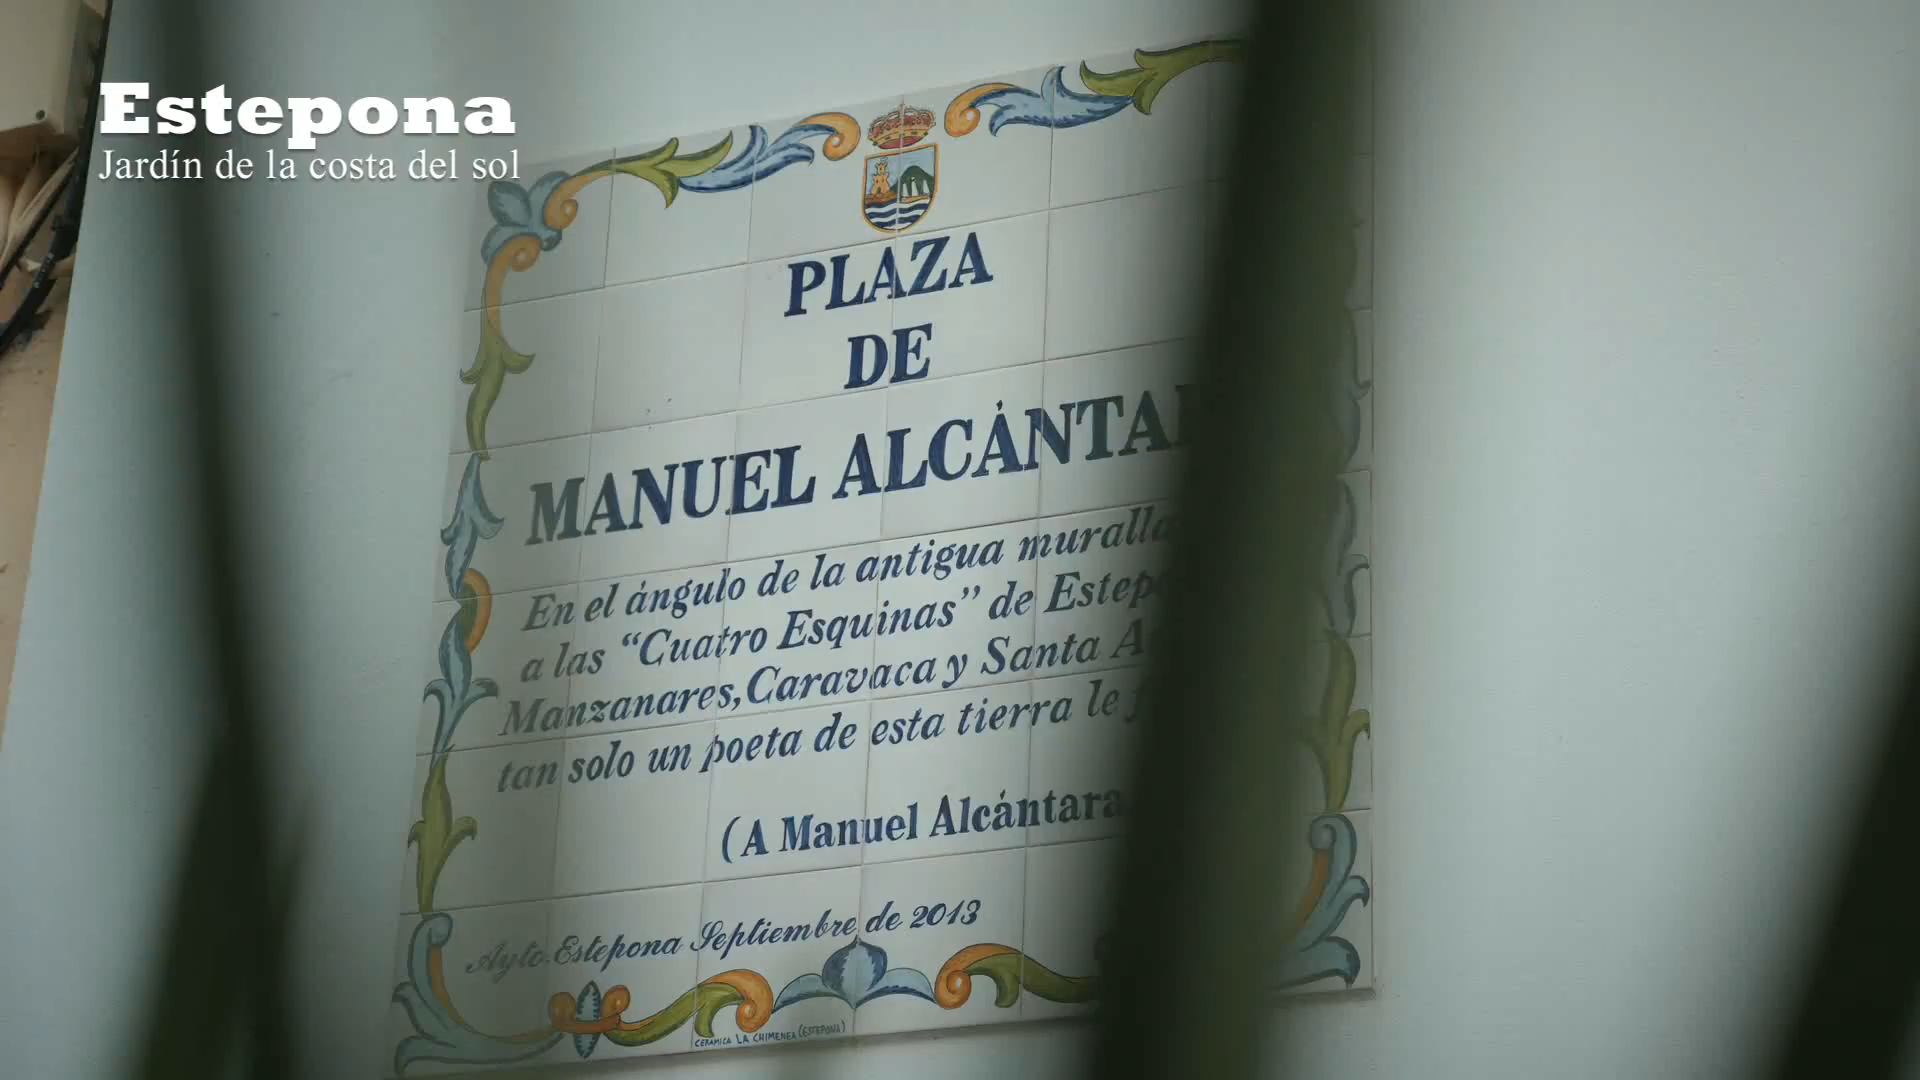 Estepona
Jardín de la costa del sol
PLAZA
DE
MANUEL
En el ángulo de la antigua muralla
a las “Cuatro Esquinas” de
Manzanares, Caravaca y Santa
tan solo un poeta de esta tierra le
(A Manuel Alcántara
Ayto. Estepona Septiembre de 2013
CERAMICA LA CHIMENEA (ESTEPONA)